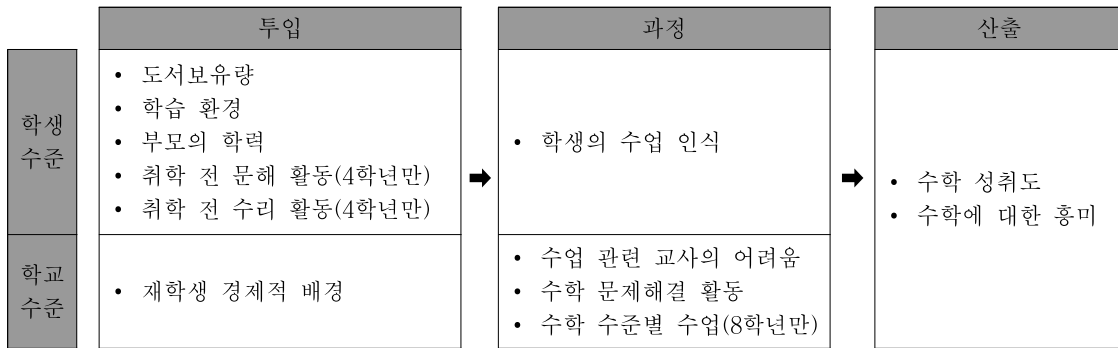 투입
과정
산출
학생
수준
• 도서보유량
• 학습 환경
• 부모의 학력
• 취학 전 문해 활동(4학년만)
• 취학 전 수리 활동(4학년만)
• 학생의 수업 인식
• 수학 성취도
• 수학에 대한 흥미
학교
수준
• 재학생 경제적 배경
• 수업 관련 교사의 어려움
• 수학 문제해결 활동
• 수학 수준별 수업(8학년만)